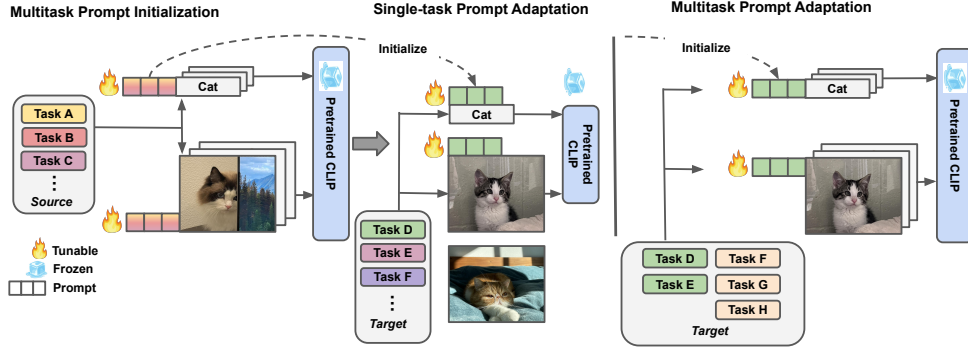 Multitask Prompt Initialization
Single-task Prompt Adaptation
Multitask Prompt Adaptation
Cat
Task A
Task B
Task C
Source
Pretrained CLIP
Tunable
Frozen
Prompt
Initialize
Cat
Pretrained
CLIP
Task D
Task E
Task F
Target
Initialize
Cat
Pretrained CLIP
Task D
Task F
Task E
Task G
Task H
Target